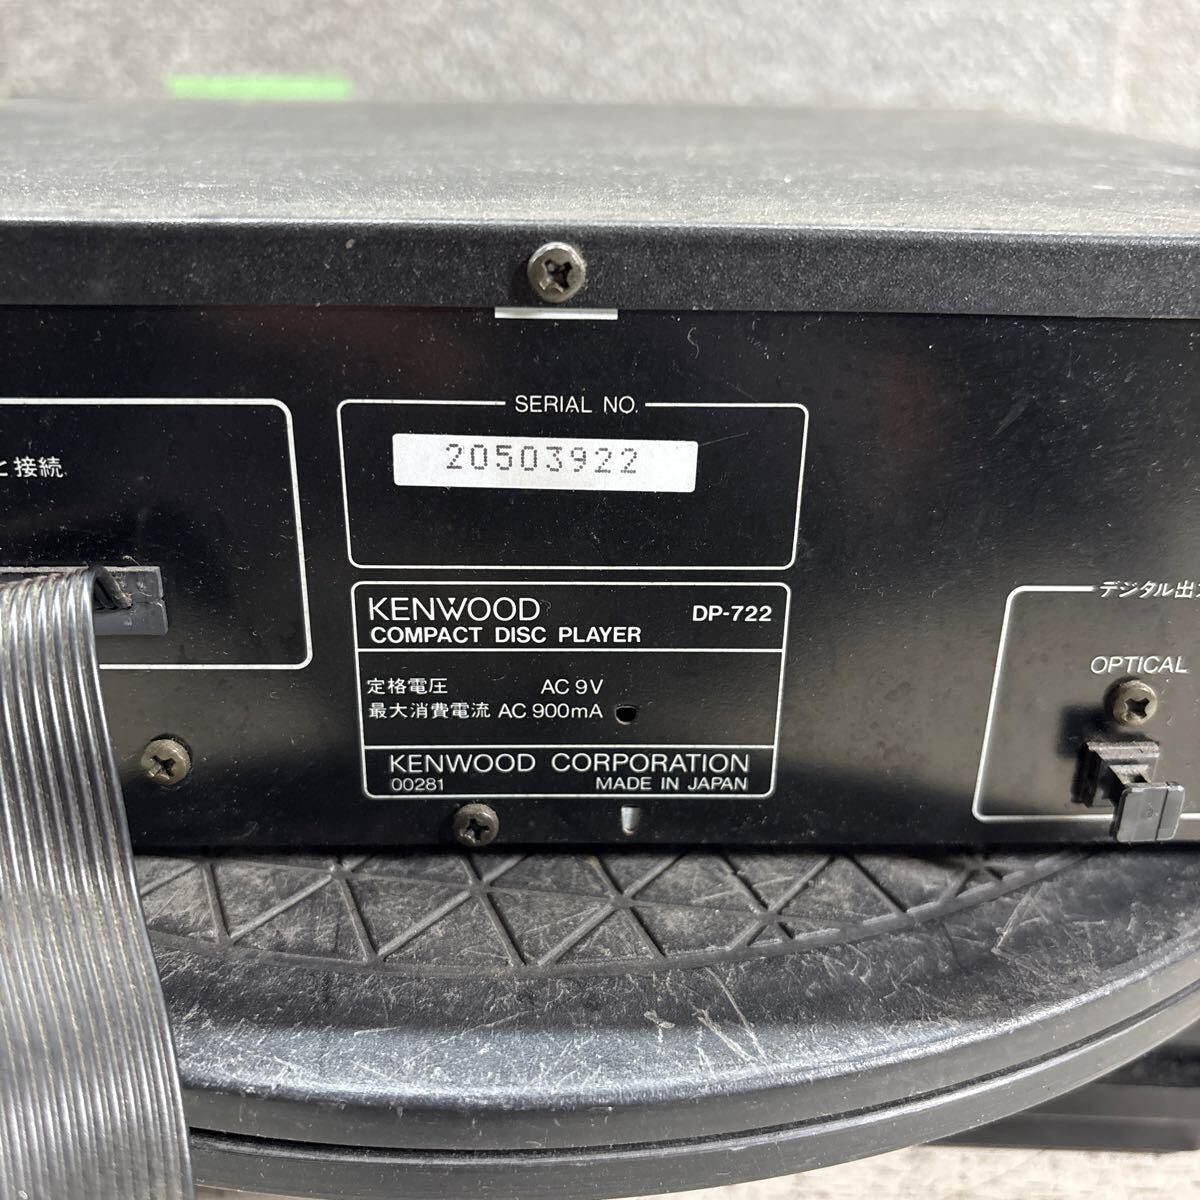 SERIAL NO.
20503922
と接続
KENWOOD DP-722
COMPACT DISC PLAYER
定格電圧 AC 9V
最大消費電流 AC 900mA
KENWOOD CORPORATION
00281 MADE IN JAPAN
デジタル出
OPTICAL